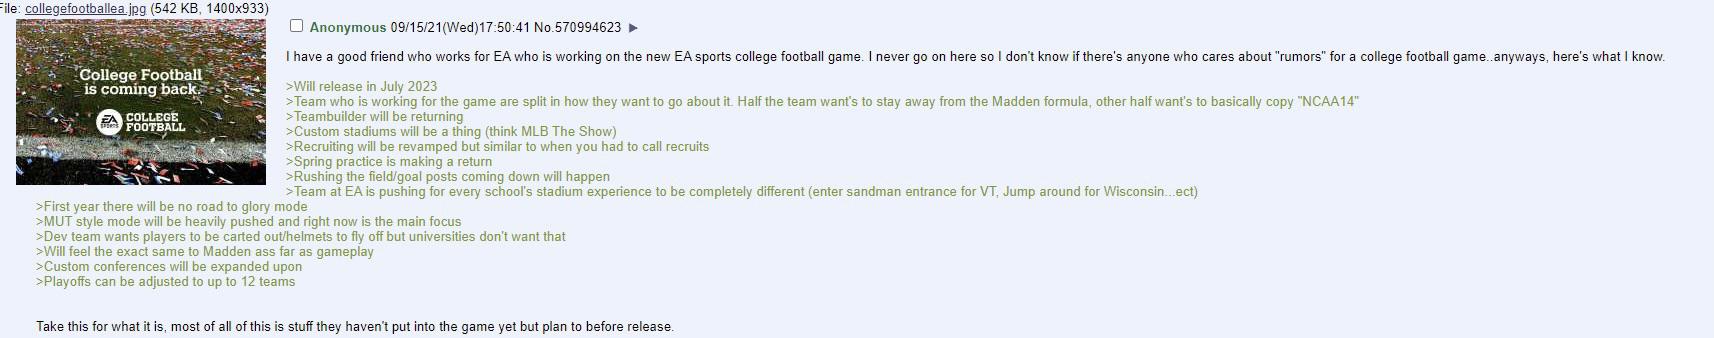 File: collegefootballea.jpg (542 KB, 1400x933)
College Football
is coming back.
EA SPORTS COLLEGE FOOTBALL
Anonymous 09/15/21(Wed)17:50:41 No.570994623 ▶
I have a good friend who works for EA who is working on the new EA sports college football game. I never go on here so I don't know if there's anyone who cares about "rumors" for a college football game..anyways, here's what I know.
>Will release in July 2023
>Team who is working for the game are split in how they want to go about it. Half the team want's to stay away from the Madden formula, other half want's to basically copy "NCAA14"
>Teambuilder will be returning
>Custom stadiums will be a thing (think MLB The Show)
>Recruiting will be revamped but similar to when you had to call recruits
>Spring practice is making a return
>Rushing the field/goal posts coming down will happen
>Team at EA is pushing for every school's stadium experience to be completely different (enter sandman entrance for VT, Jump around for Wisconsin...ect)
>First year there will be no road to glory mode
>MUT style mode will be heavily pushed and right now is the main focus
>Dev team wants players to be carted out/helmets to fly off but universities don't want that
>Will feel the exact same to Madden ass far as gameplay
>Custom conferences will be expanded upon
>Playoffs can be adjusted to up to 12 teams
Take this for what it is, most of all of this is stuff they haven't put into the game yet but plan to before release.